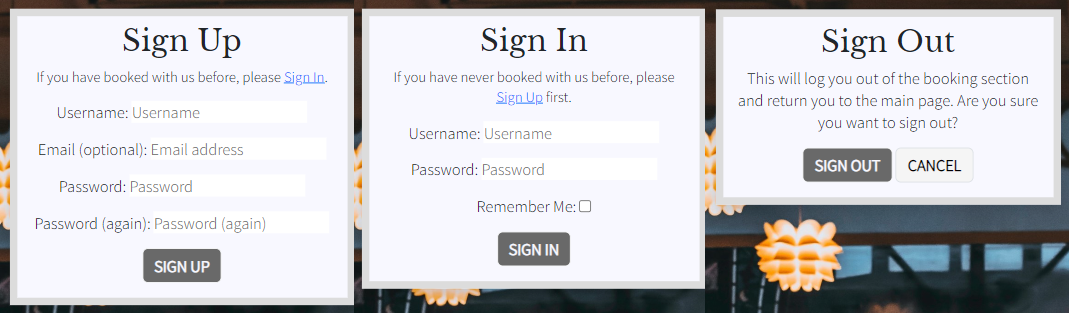 Sign Up
If you have booked with us before, please Sign In.
Username: Username
Email (optional): Email address
Password: Password
Password (again): Password (again)
SIGN UP
Sign In
If you have never booked with us before, please
Sign Up first.
Username: Username
Password: Password
Remember Me:
SIGN IN
Sign Out
This will log you out of the booking section
and return you to the main page. Are you sure
you want to sign out?
SIGN OUT CANCEL